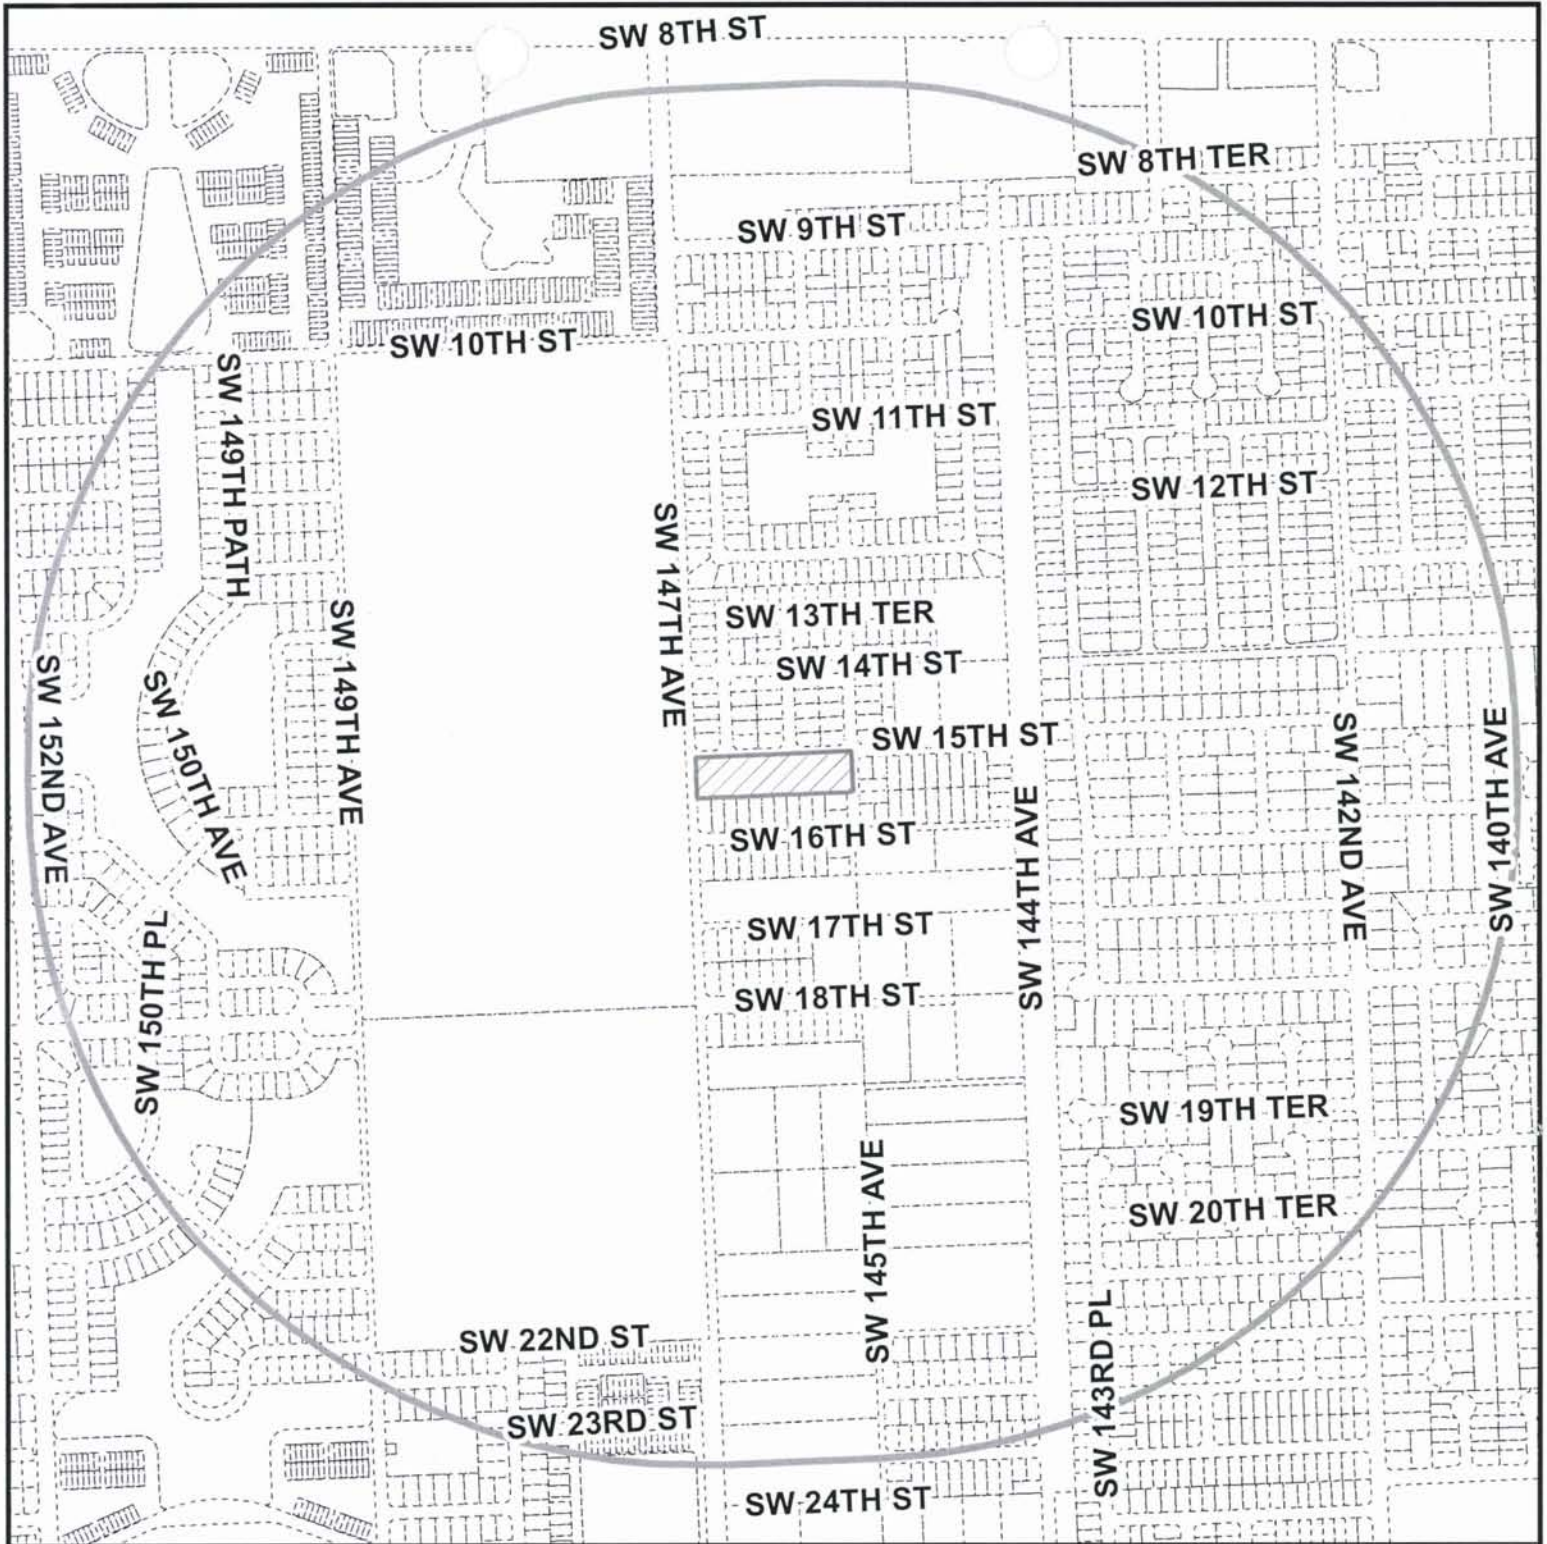 SW 8TH ST
SW 8TH TER
SW 9TH ST
SW 10TH ST
SW 10TH ST
SW 149TH PATH
SW 11TH ST
SW 12TH ST
SW 147TH AVE
SW 149TH AVE
SW 13TH TER
SW 14TH ST
SW 152ND AVE
SW 150TH AVE
SW 15TH ST
SW 142ND AVE
SW 140TH AVE
SW 144TH AVE
SW 16TH ST
SW 17TH ST
SW 150TH PL
SW 18TH ST
SW 19TH TER
SW 145TH AVE
SW 20TH TER
SW 143RD PL
SW 22ND ST
SW 23RD ST
SW 24TH ST